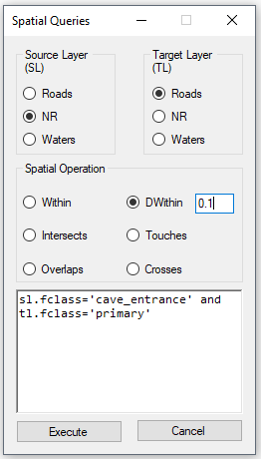 Spatial Queries
Source Layer
(SL)
Roads
NR
Waters
Target Layer
(TL)
Roads
NR
Waters
Spatial Operation
Within
DWithin
0.1
Intersects
Touches
Overlaps
Crosses
sl.fclass='cave_entrance' and
tl.fclass='primary'
Execute
Cancel